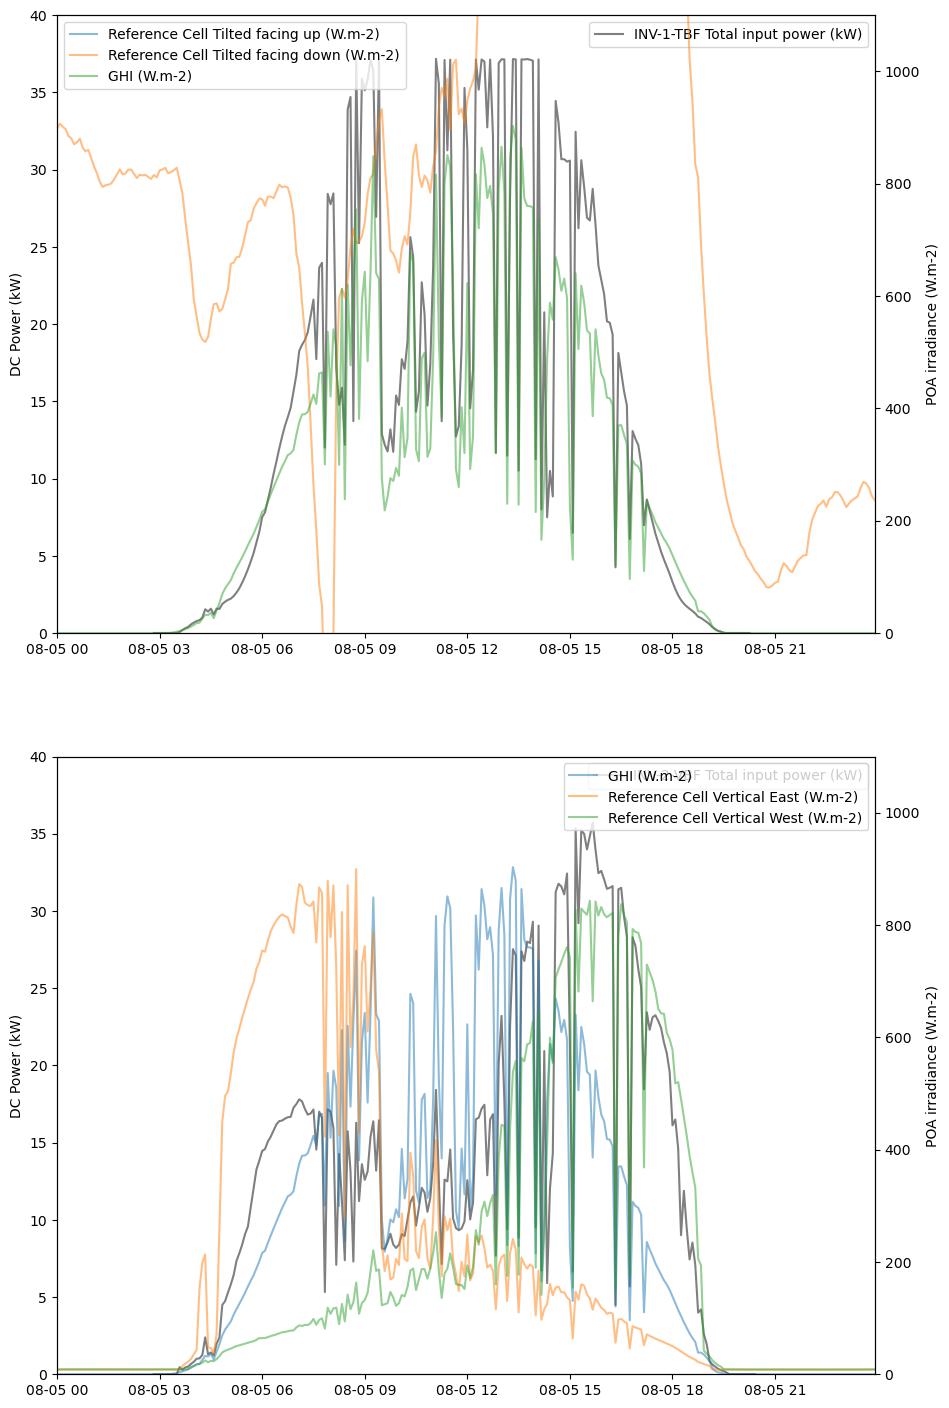 40
35
30
25
20
15
10
5
0
DC Power (kW)
Reference Cell Tilted facing up (W.m-2)
Reference Cell Tilted facing down (W.m-2)
GHI (W.m-2)
INV-1-TBF Total input power (kW)
1000
800
600
400
200
0
POA irradiance (W.m-2)
08-05 00 08-05 03 08-05 06 08-05 09 08-05 12 08-05 15 08-05 18 08-05 21
40
35
30
25
20
15
10
5
0
DC Power (kW)
GHI (W.m-2)
Total input power (kW)
Reference Cell Vertical East (W.m-2)
Reference Cell Vertical West (W.m-2)
1000
800
600
400
200
0
POA irradiance (W.m-2)
08-05 00 08-05 03 08-05 06 08-05 09 08-05 12 08-05 15 08-05 18 08-05 21